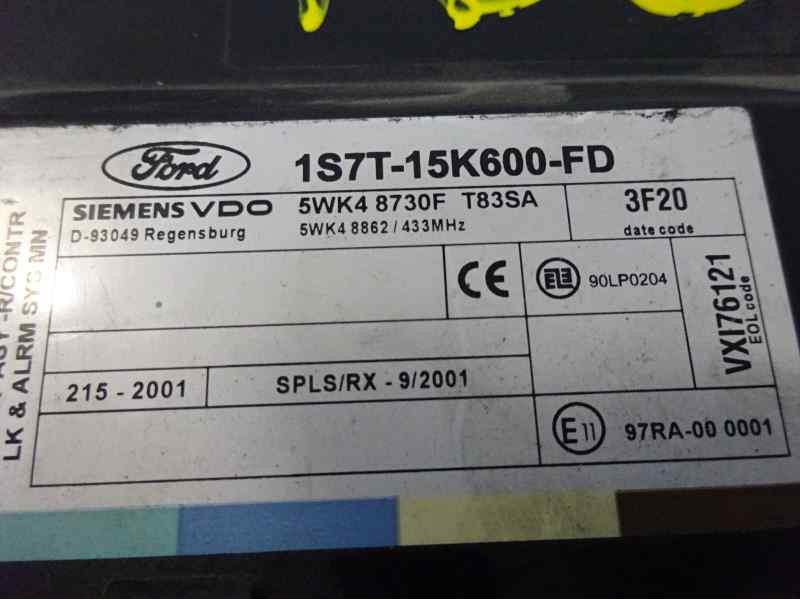 Ford 1S7T-15K600-FD
SIEMENS VDO 5WK4 8730F T83SA 3F20
D-93049 Regensburg 5WK4 8862 / 433MHz date code
CE 90LP0204
VXI76121
EOL code
215 - 2001 SPLS/RX - 9/2001
E11 97RA-00 0001
-R/CONTR
LK & ALRM SYS MN